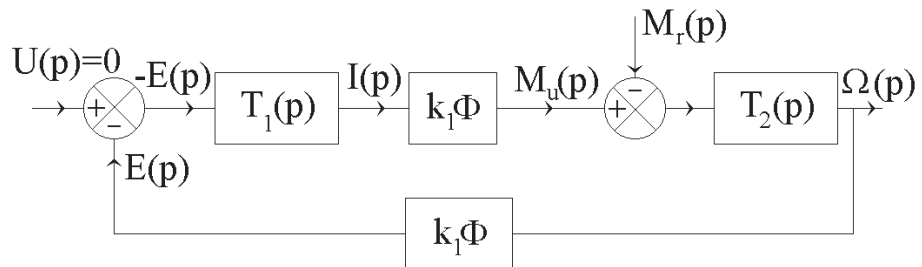 M_r(p)
U(p)=0
-E(p)
T_1(p)
I(p)
k_1Φ
M_u(p)
T_2(p)
Ω(p)
+
-
+
-
E(p)
k_1Φ